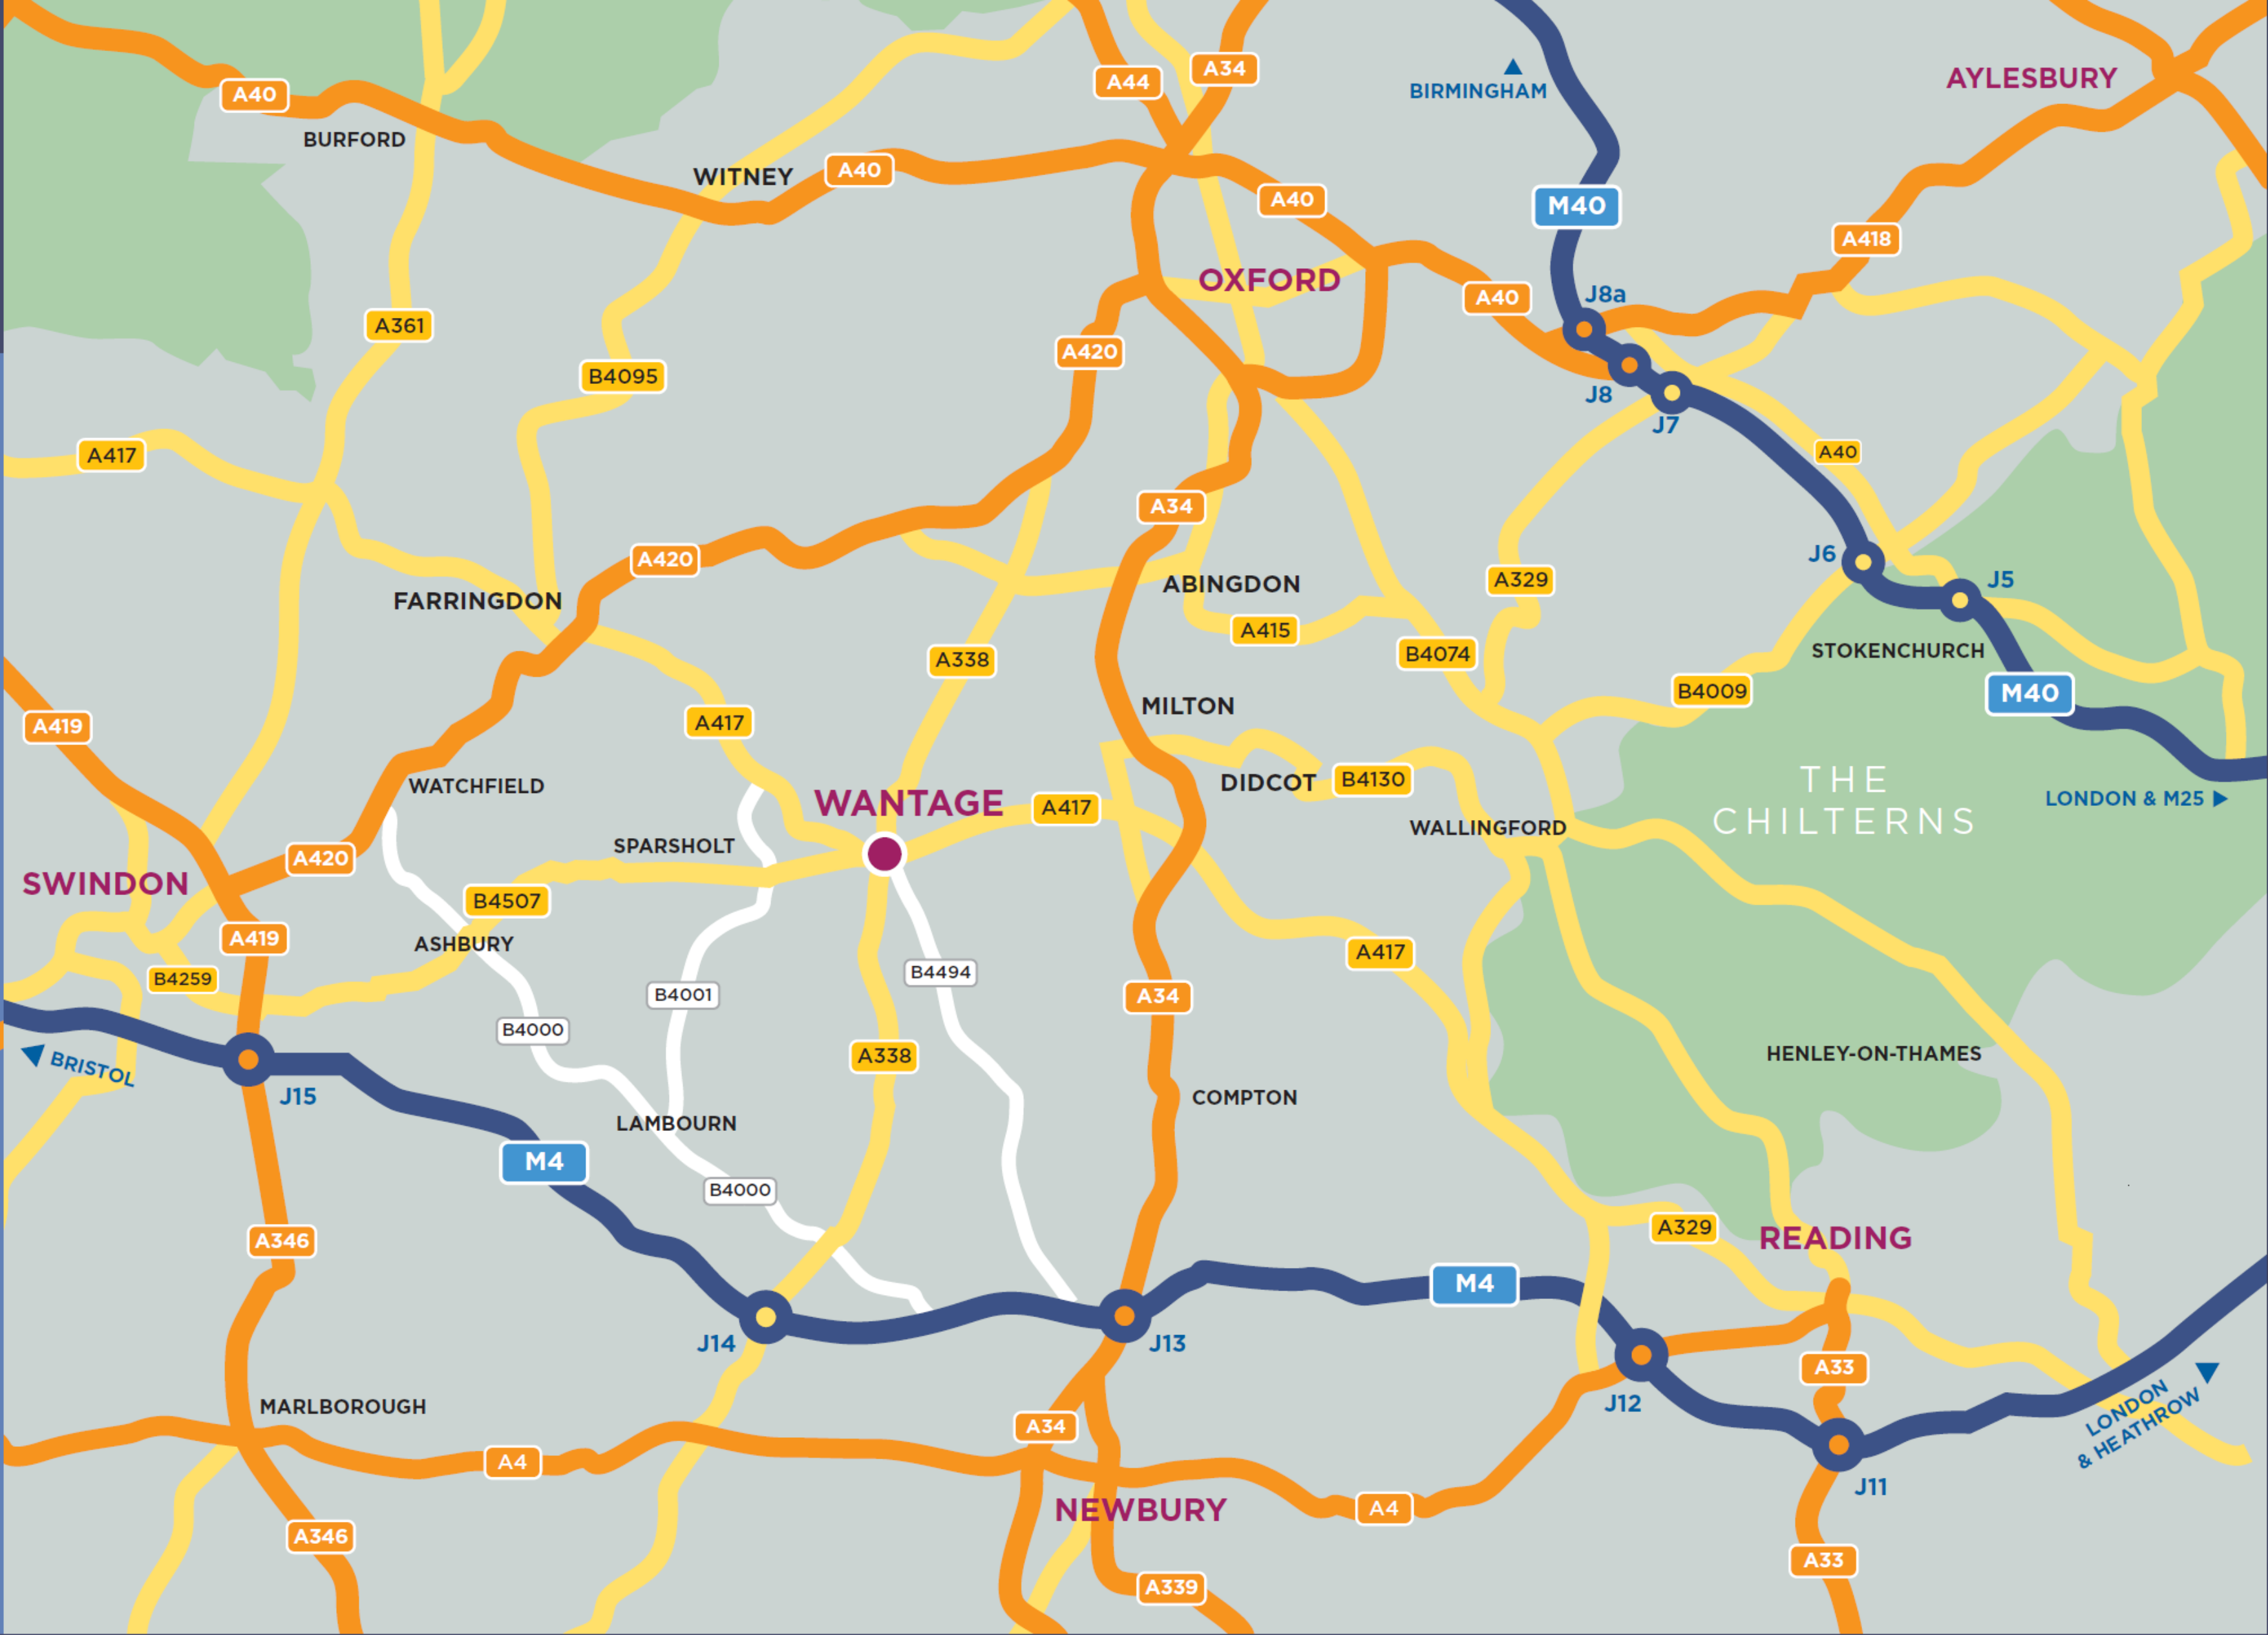 A34
A44
BIRMINGHAM
AYLESBURY
A40
BURFORD
WITNEY
A40
A40
M40
A418
OXFORD
A40
J8a
A361
A420
B4095
J8
J7
A417
A40
A34
J6
J5
A420
ABINGDON
A329
FARRINGDON
A415
A338
B4074
STOKENCHURCH
B4009
M40
A419
A417
MILTON
WATCHFIELD
DIDCOT
B4130
THE
CHILTERNS
LONDON & M25
WANTAGE
A417
WALLINGFORD
SPARSHOLT
A420
SWINDON
B4507
A419
ASHBURY
B4259
B4494
A417
B4001
A34
B4000
BRISTOL
A338
HENLEY-ON-THAMES
J15
COMPTON
LAMBOURN
M4
B4000
A346
A329
READING
M4
J14
J13
A33
J12
LONDON
& HEATHROW
MARLBOROUGH
A34
A4
J11
NEWBURY
A4
A346
A33
A339